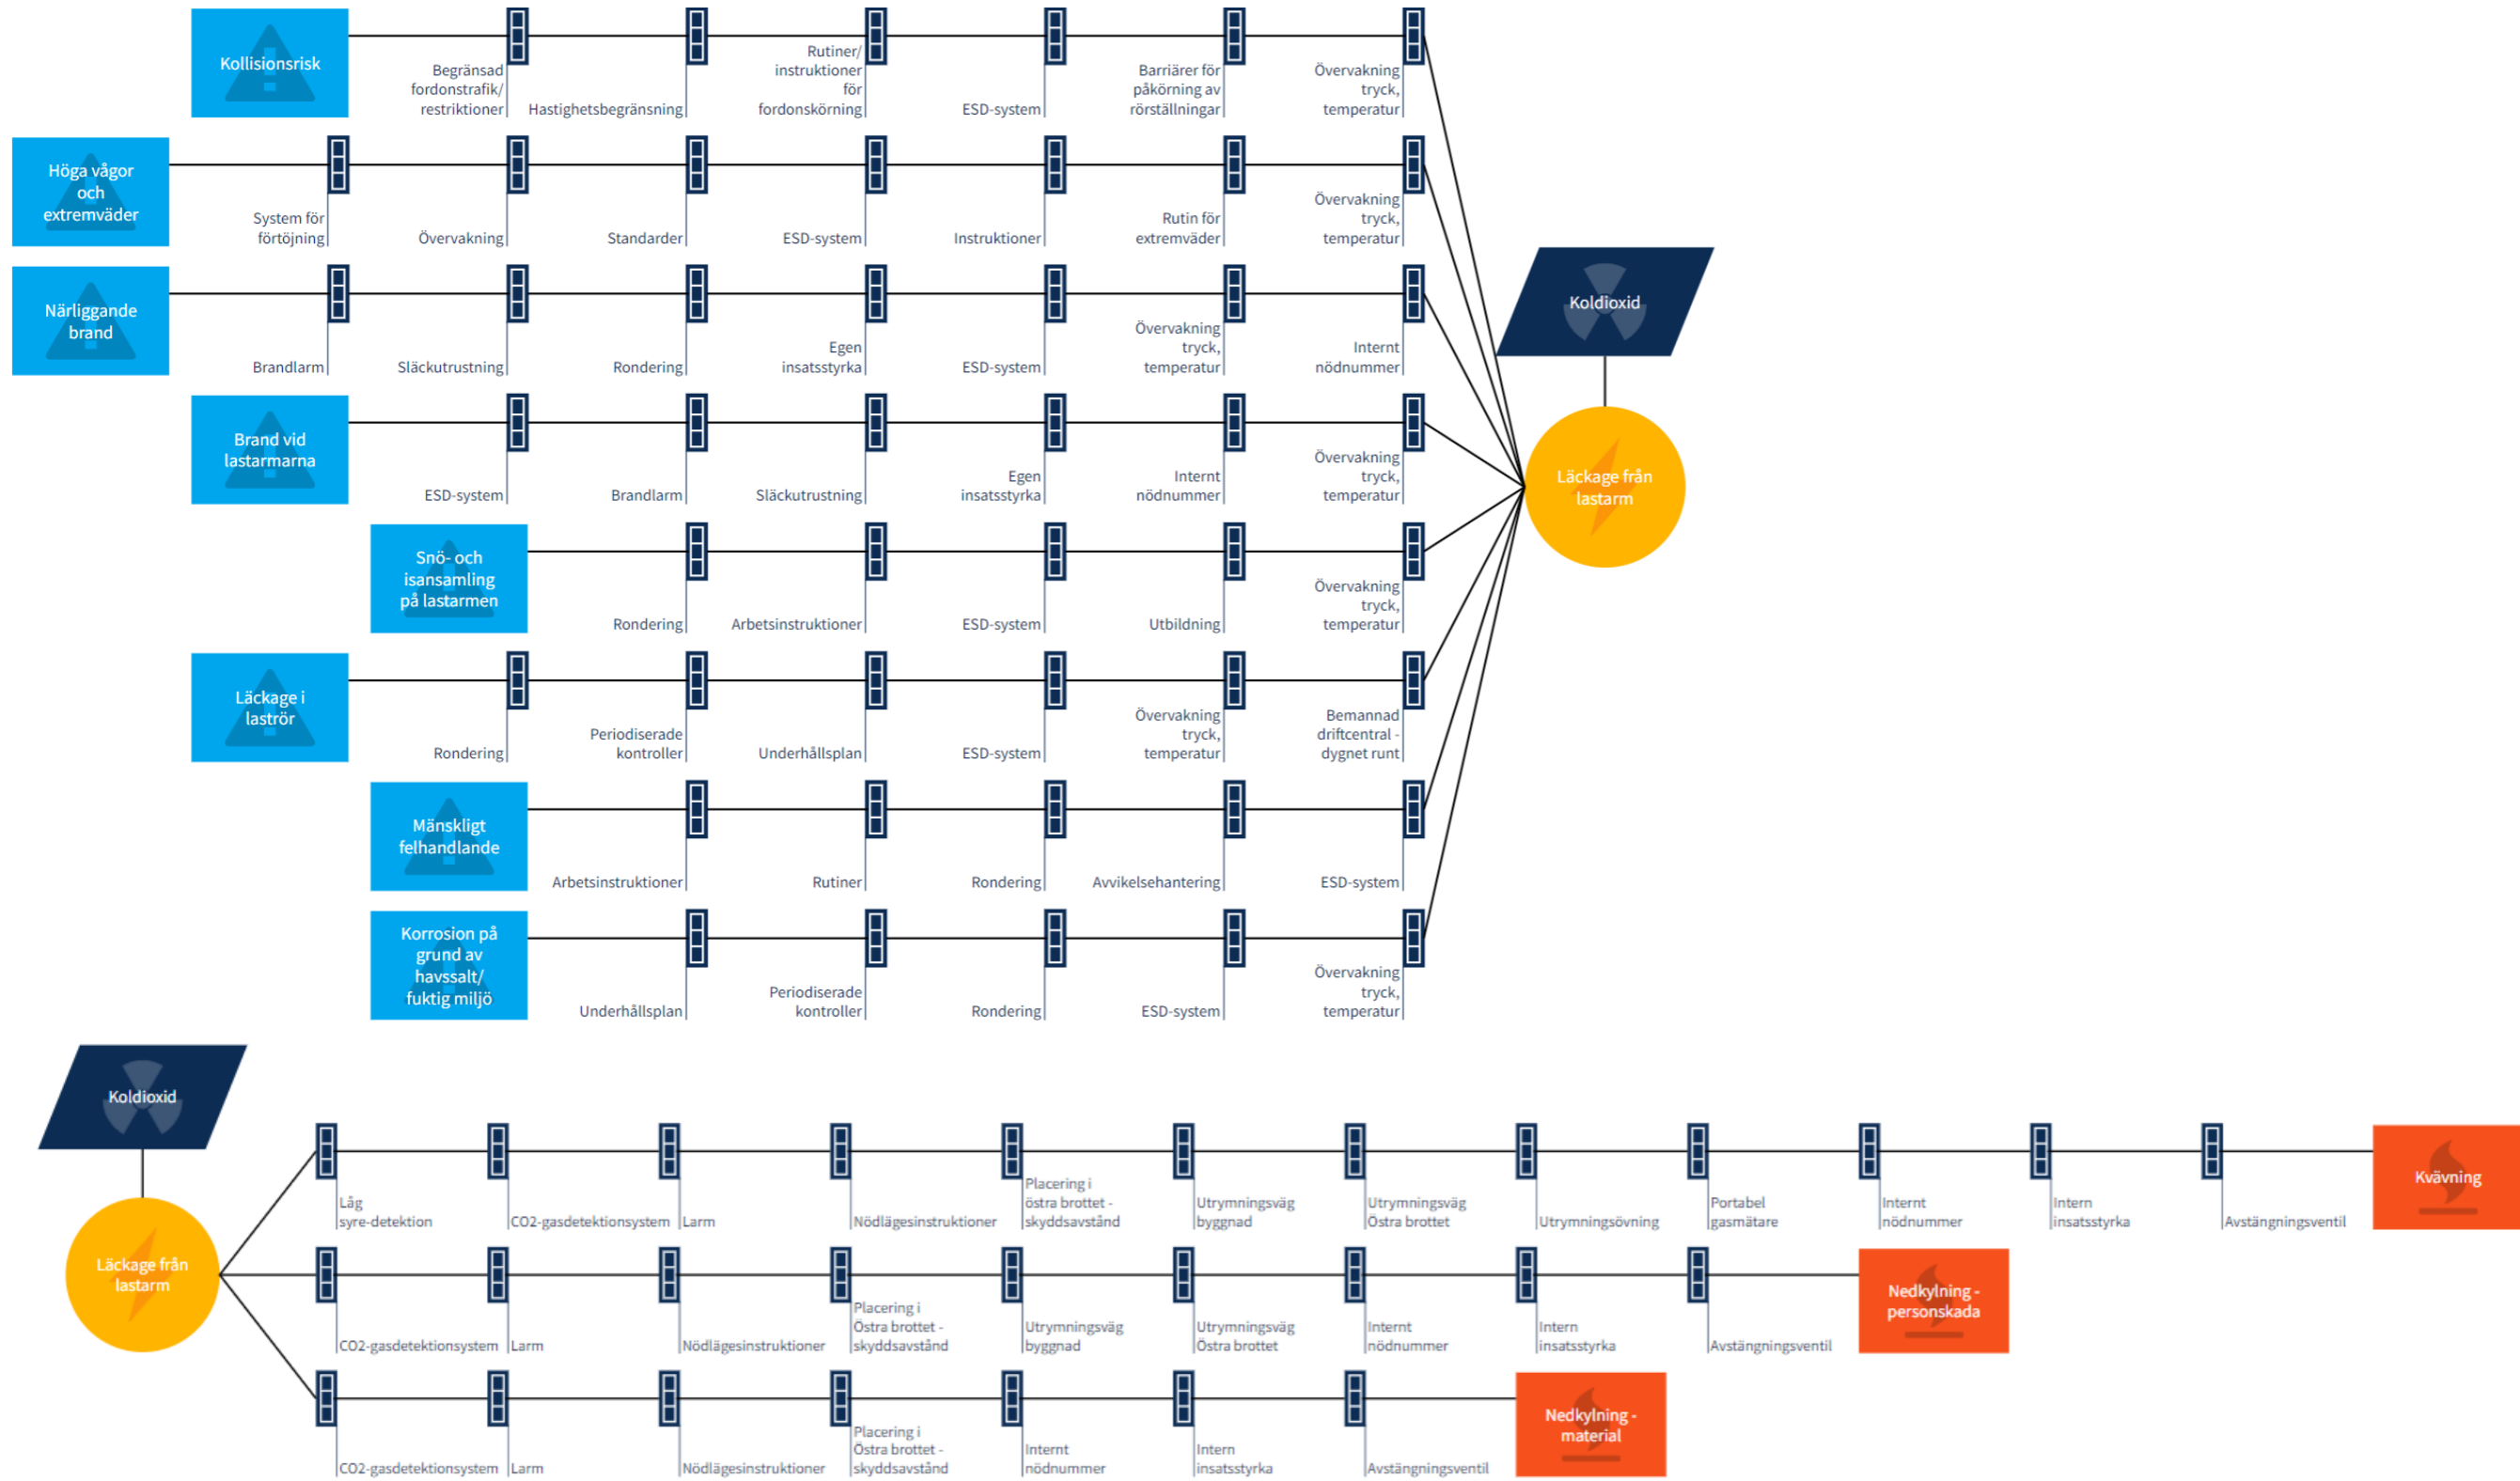 Kollisionsrisk
Begränsad
fordonstrafik/
restriktioner
Hastighetsbegränsning
Rutiner/
instruktioner
för
fordonskörning
ESD-system
Barriärer för
påkörning av
rörställningar
Övervakning
tryck,
temperatur
Höga vågor
och
extremväder
System för
förtöjning
Övervakning
Standarder
ESD-system
Instruktioner
Rutin för
extremväder
Övervakning
tryck,
temperatur
Närliggande
brand
Brandlarm
Släckutrustning
Rondering
Egen
insatsstyrka
ESD-system
Övervakning
tryck,
temperatur
Internt
nödnummer
Koldioxid
Brand vid
lastarmarna
ESD-system
Brandlarm
Släckutrustning
Egen
insatsstyrka
Internt
nödnummer
Övervakning
tryck,
temperatur
Läckage från
lastarm
Snö- och
isansamling
på lastarmen
Rondering
Arbetsinstruktioner
ESD-system
Utbildning
Övervakning
tryck,
temperatur
Läckage i
laströr
Rondering
Periodiserade
kontroller
Underhållsplan
ESD-system
Övervakning
tryck,
temperatur
Bemannad
driftcentral -
dygnet runt
Mänskligt
felhandlande
Arbetsinstruktioner
Rutiner
Rondering
Avvikelsehantering
ESD-system
Korrosion på
grund av
havssalt/
fuktig miljö
Underhållsplan
Periodiserade
kontroller
Rondering
ESD-system
Övervakning
tryck,
temperatur
Koldioxid
Läckage från
lastarm
Låg
syre-detektion
CO2-gasdetektionsystem
Larm
Nödlägesinstruktioner
Placering i
östra brottet -
skyddsavstånd
Utrymningsväg
byggnad
Utrymningsväg
Östra brottet
Utrymningsövning
Portabel
gasmätare
Internt
nödnummer
Intern
insatsstyrka
Avstängningsventil
Kvävning
CO2-gasdetektionsystem
Larm
Nödlägesinstruktioner
Placering i
Östra brottet -
skyddsavstånd
Utrymningsväg
byggnad
Utrymningsväg
Östra brottet
Internt
nödnummer
Intern
insatsstyrka
Avstängningsventil
Nedkylning -
personskada
CO2-gasdetektionsystem
Larm
Nödlägesinstruktioner
Placering i
Östra brottet -
skyddsavstånd
Internt
nödnummer
Intern
insatsstyrka
Avstängningsventil
Nedkylning -
material